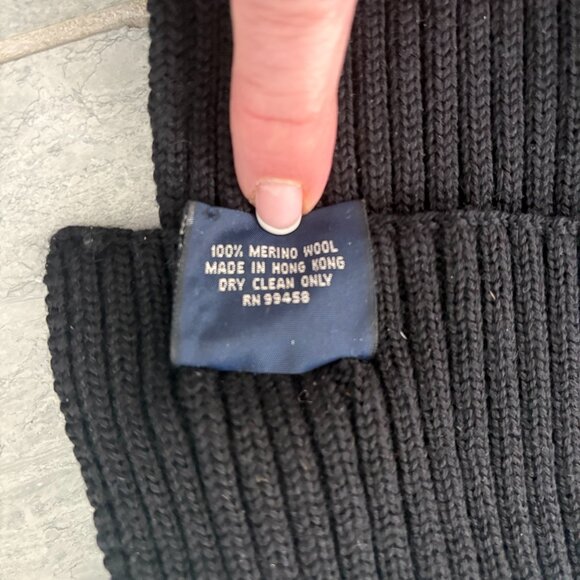 100% MERINO WOOL
MADE IN HONG KONG
DRY CLEAN ONLY
RN 99458